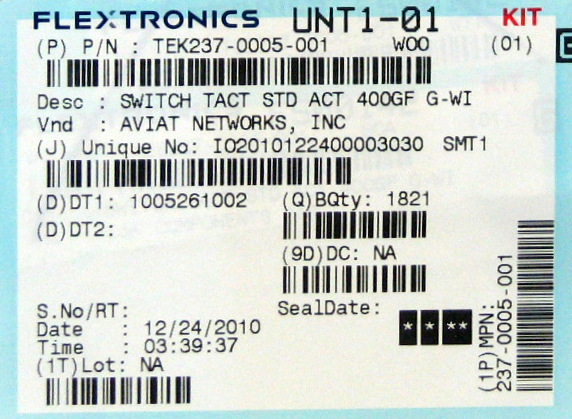 FLEXTRONICS UNT1-01 KIT
(P) P/N : TEK237-0005-001 W00 (01)
Desc : SWITCH TACT STD ACT 400GF G-WI
Vnd : AVIAT NETWORKS, INC
(J) Unique No: IO20101222400003030 SMT1
(D)DT1: 1005261002 (Q)BQty: 1821
(D)DT2:
(9D)DC: NA
S.No/RT: SealDate:
Date : 12/24/2010 * * **
Time : 03:39:37
(1T)Lot: NA
(1P)MPN:
237-0005-001